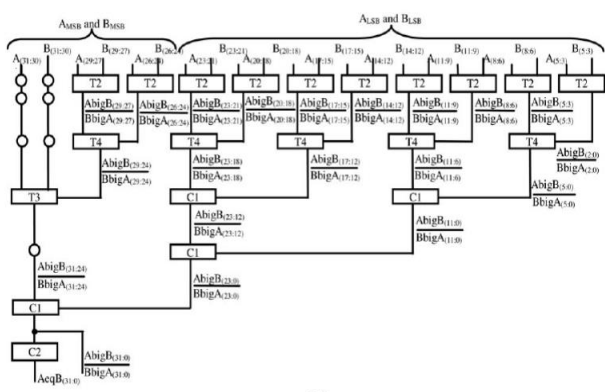 A_MSB and B_MSB
A_LSB and B_LSB
B(31:30) B(29:27) B(26:24) B(23:21) B(20:18) B(17:15) B(14:12) B(11:9) B(8:6) B(5:3)
A(31:30) A(29:27) A(26:24) A(23:21) A(20:18) A(17:15) A(14:12) A(11:9) A(8:6) A(5:3)
T2 T2 T2 T2 T2 T2 T2 T2 T2 T2
AbigB(29:27) AbigB(26:24) AbigB(23:21) AbigB(20:18) AbigB(17:15) AbigB(14:12) AbigB(11:9) AbigB(8:6) AbigB(5:3)
BbigA(29:27) BbigA(26:24) BbigA(23:21) BbigA(20:18) BbigA(17:15) BbigA(14:12) BbigA(11:9) BbigA(8:6) BbigA(5:3)
T4 T4 T4 T4 T4
AbigB(2:0)
BbigA(2:0)
AbigB(29:24) AbigB(23:18) AbigB(17:12) AbigB(11:6)
BbigA(29:24) BbigA(23:18) BbigA(17:12) BbigA(11:6)
AbigB(5:0)
BbigA(5:0)
T3 C1 C1
AbigB(23:12) AbigB(11:0)
BbigA(23:12) BbigA(11:0)
C1
AbigB(31:24) AbigB(23:0)
BbigA(31:24) BbigA(23:0)
C1
C2
AbigB(31:0)
BbigA(31:0)
AeqB(31:0)